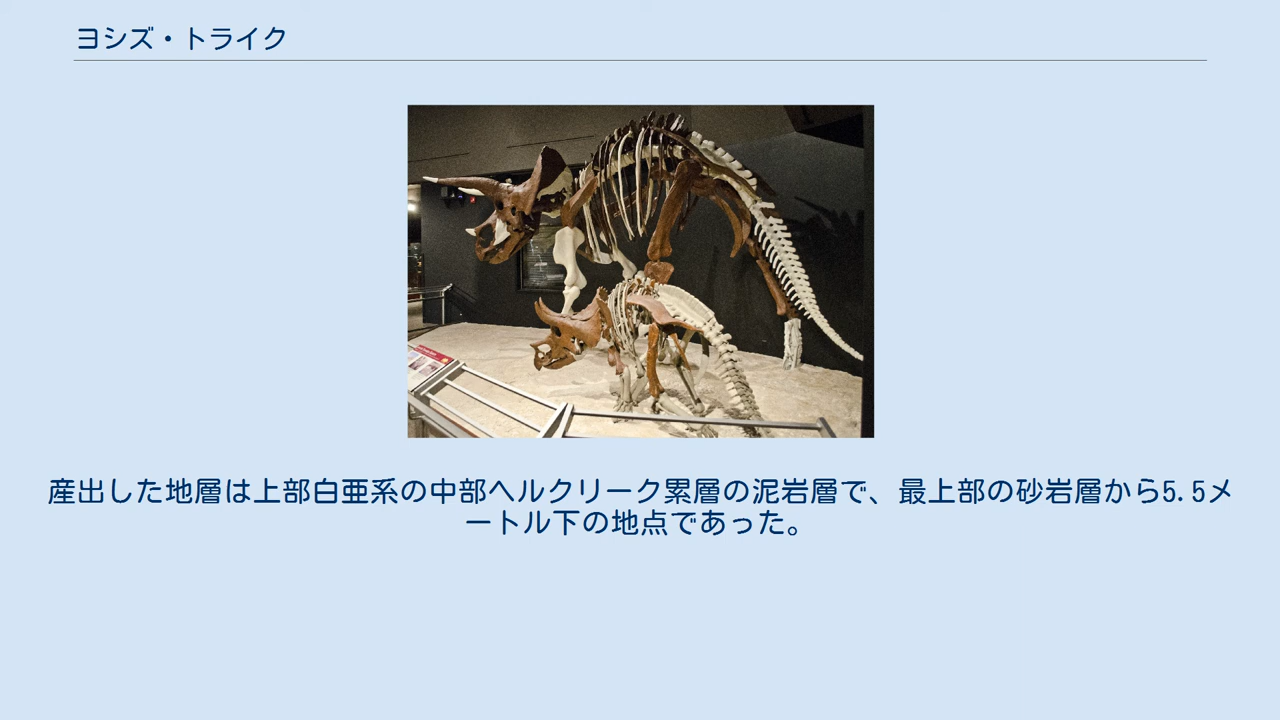 ヨシズ・トライク
産出した地層は上部白亜系の中部ヘルクリーク累層の泥岩層で、最上部の砂岩層から5.5メ
ートル下の地点であった。